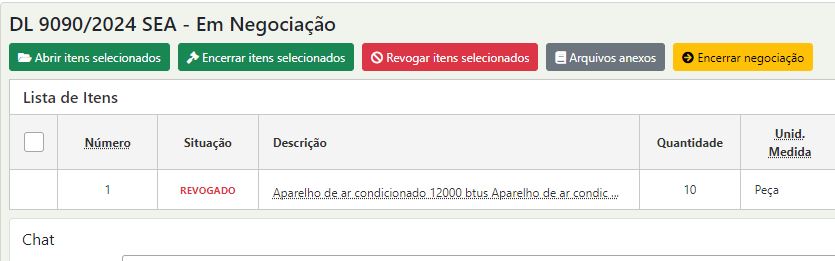 DL 9090/2024 SEA - Em Negociação
Abrir itens selecionados Encerrar itens selecionados Revogar itens selecionados Arquivos anexos Encerrar negociação
Lista de Itens
Número Situação Descrição Quantidade Unid. Medida
1 REVOGADO Aparelho de ar condicionado 12000 btus Aparelho de ar condic ... 10 Peça
Chat